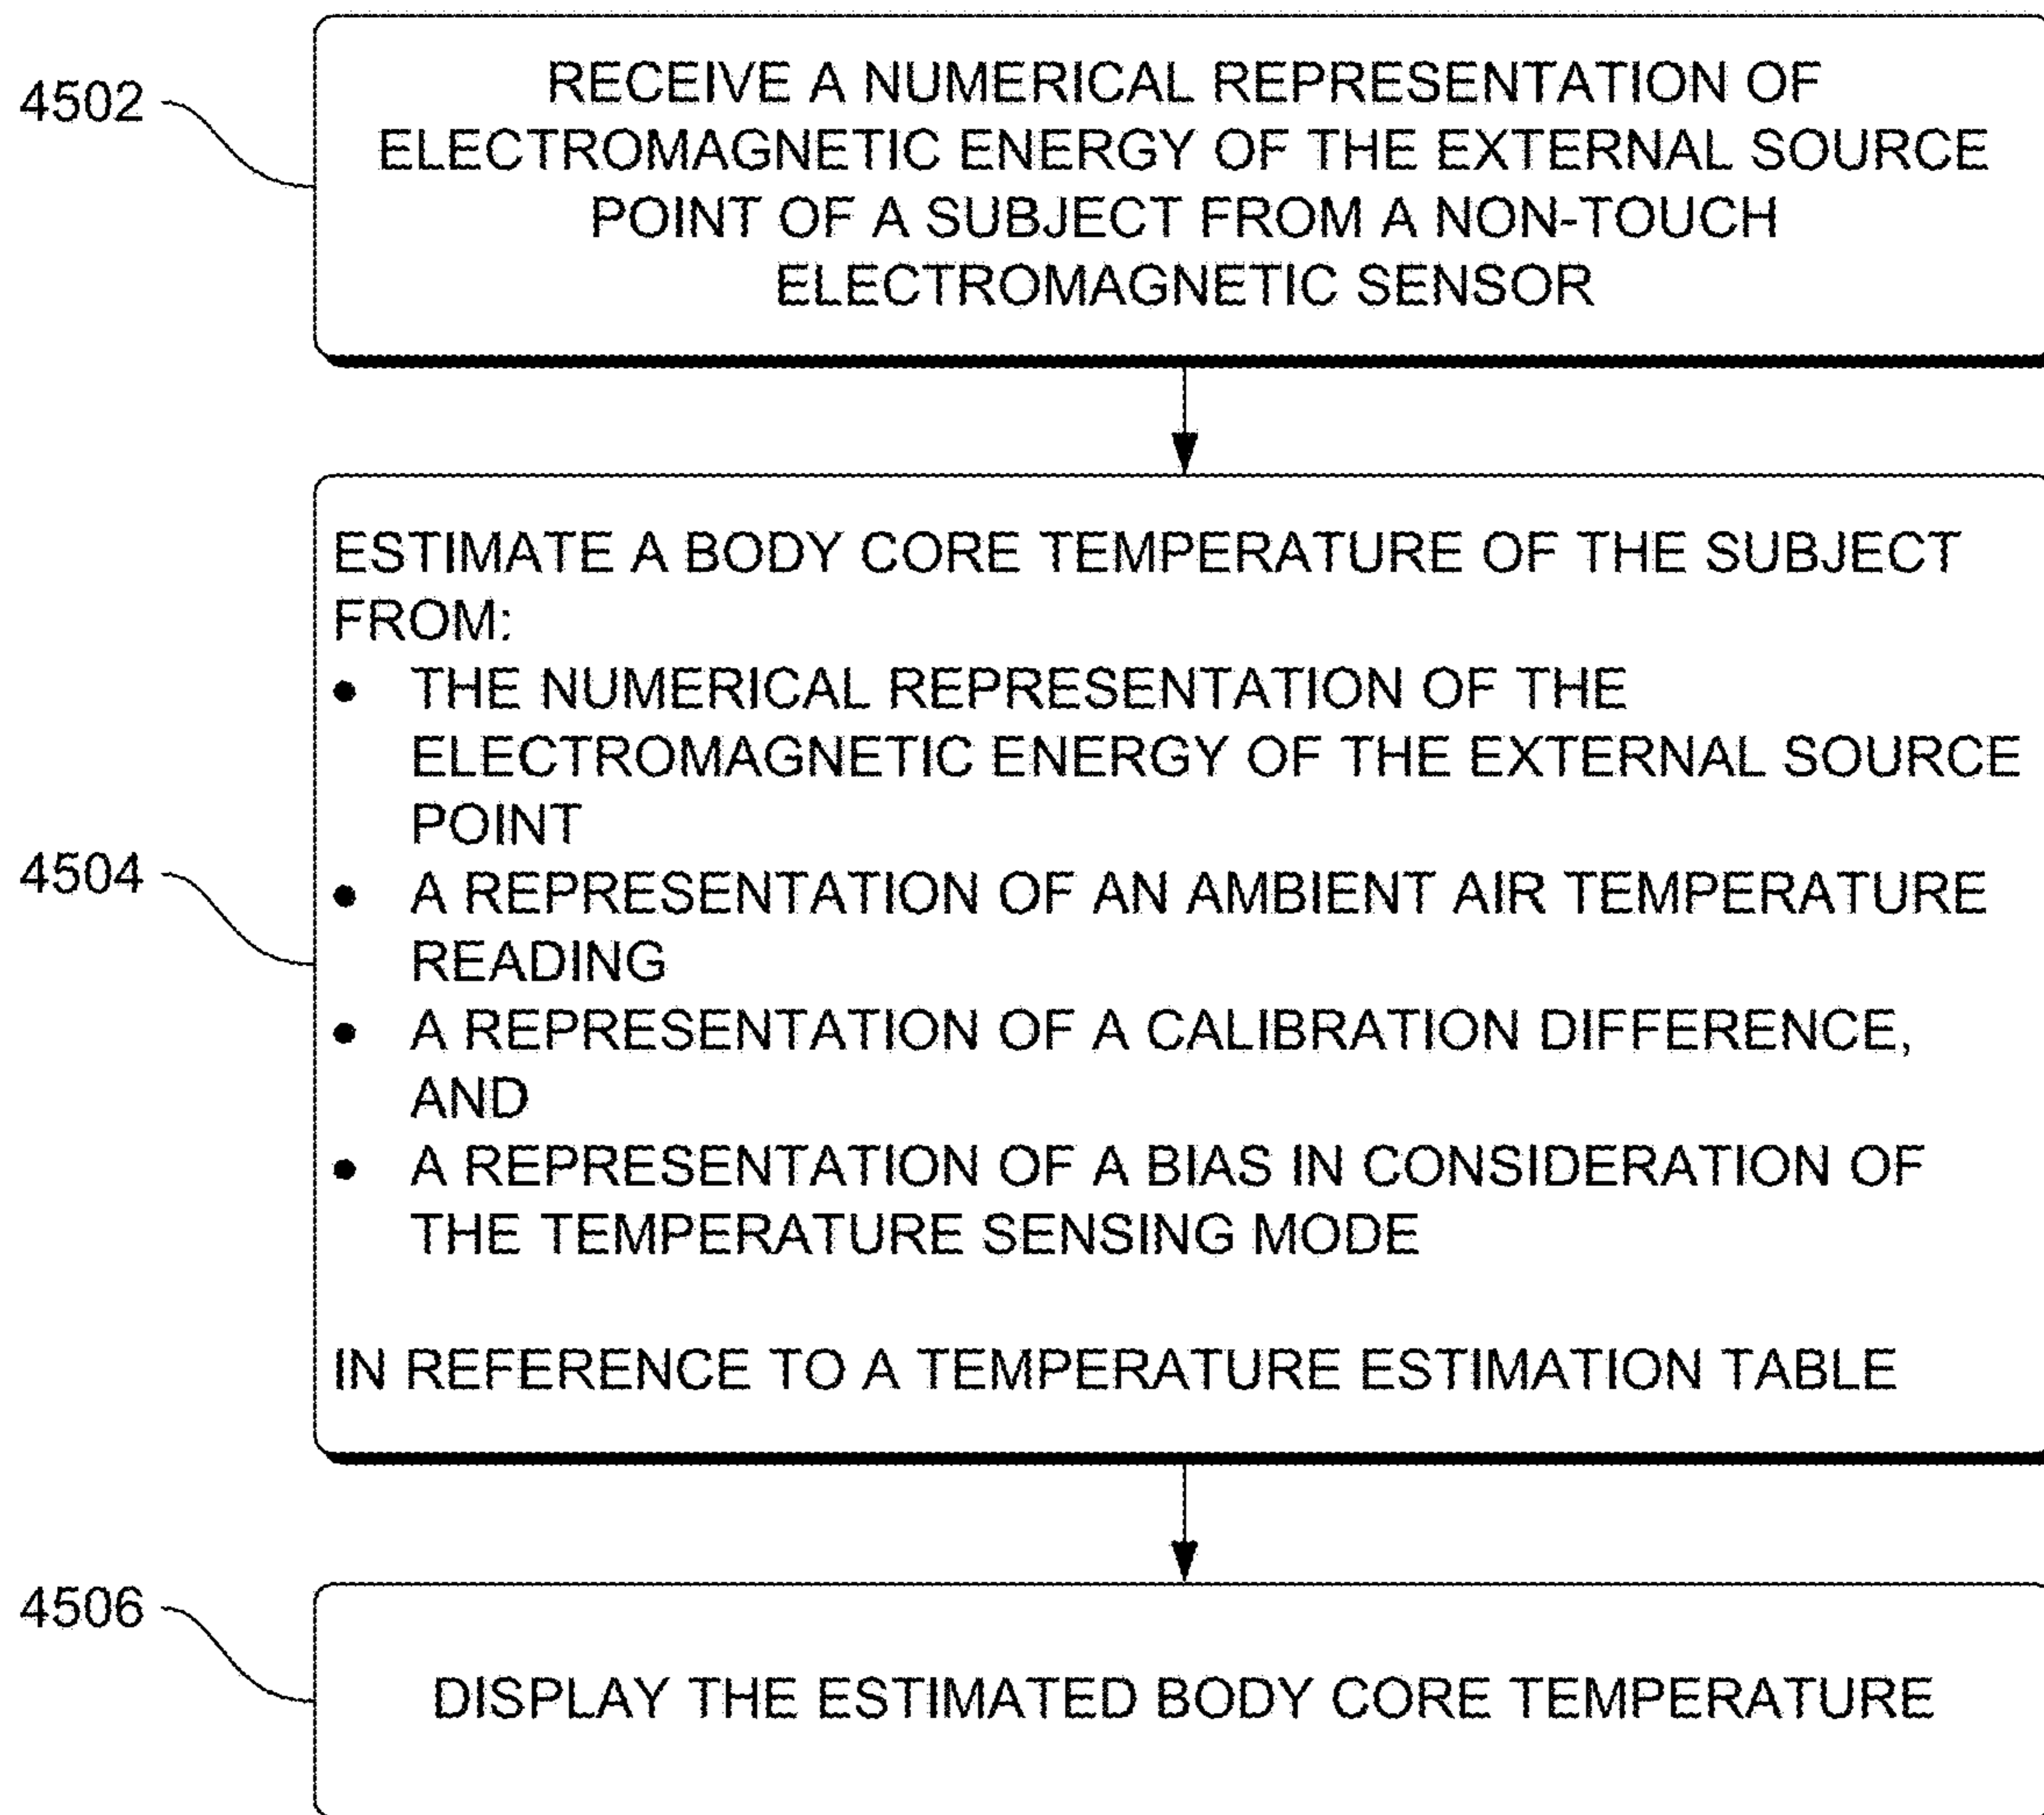 4502
RECEIVE A NUMERICAL REPRESENTATION OF
ELECTROMAGNETIC ENERGY OF THE EXTERNAL SOURCE
POINT OF A SUBJECT FROM A NON-TOUCH
ELECTROMAGNETIC SENSOR
4504
ESTIMATE A BODY CORE TEMPERATURE OF THE SUBJECT
FROM:
• THE NUMERICAL REPRESENTATION OF THE
ELECTROMAGNETIC ENERGY OF THE EXTERNAL SOURCE
POINT
• A REPRESENTATION OF AN AMBIENT AIR TEMPERATURE
READING
• A REPRESENTATION OF A CALIBRATION DIFFERENCE,
AND
• A REPRESENTATION OF A BIAS IN CONSIDERATION OF
THE TEMPERATURE SENSING MODE
IN REFERENCE TO A TEMPERATURE ESTIMATION TABLE
4506
DISPLAY THE ESTIMATED BODY CORE TEMPERATURE